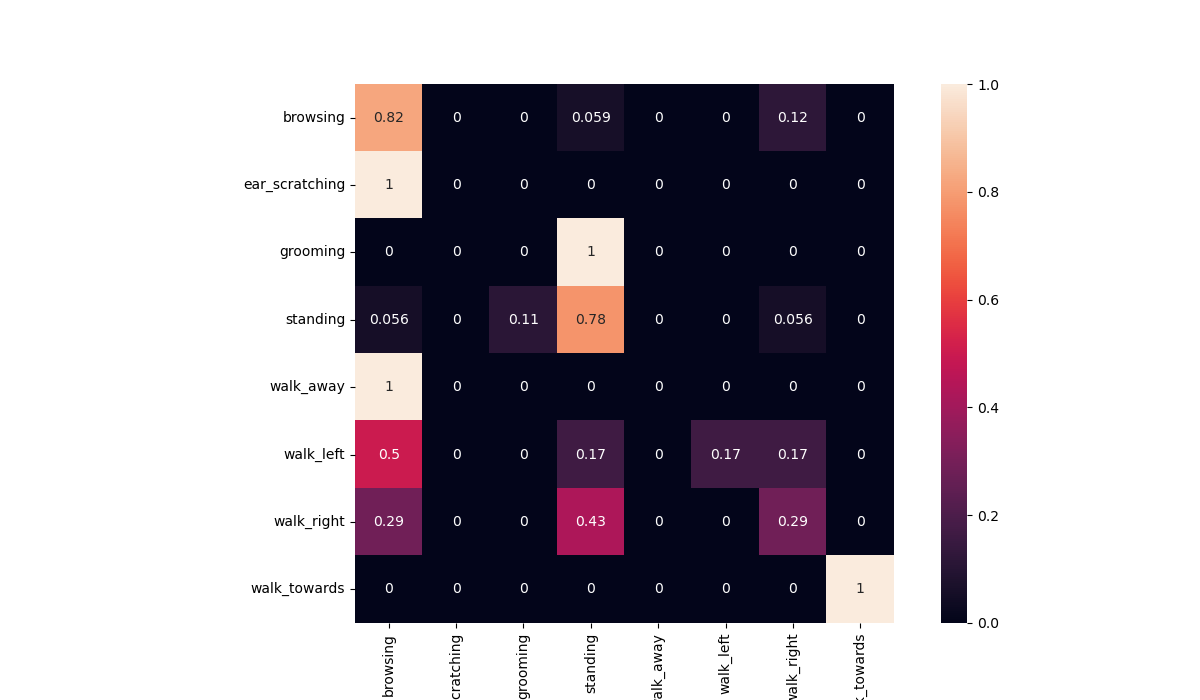 browsing 0.82 0 0 0.059 0 0 0.12 0
ear_scratching 1 0 0 0 0 0 0 0
grooming 0 0 0 1 0 0 0 0
standing 0.056 0 0.11 0.78 0 0 0.056 0
walk_away 1 0 0 0 0 0 0 0
walk_left 0.5 0 0 0.17 0 0.17 0.17 0
walk_right 0.29 0 0 0.43 0 0 0.29 0
walk_towards 0 0 0 0 0 0 0 1
browsing
cratching
grooming
standing
alk_away
walk_left
walk_right
_towards
1.0
0.8
0.6
0.4
0.2
0.0